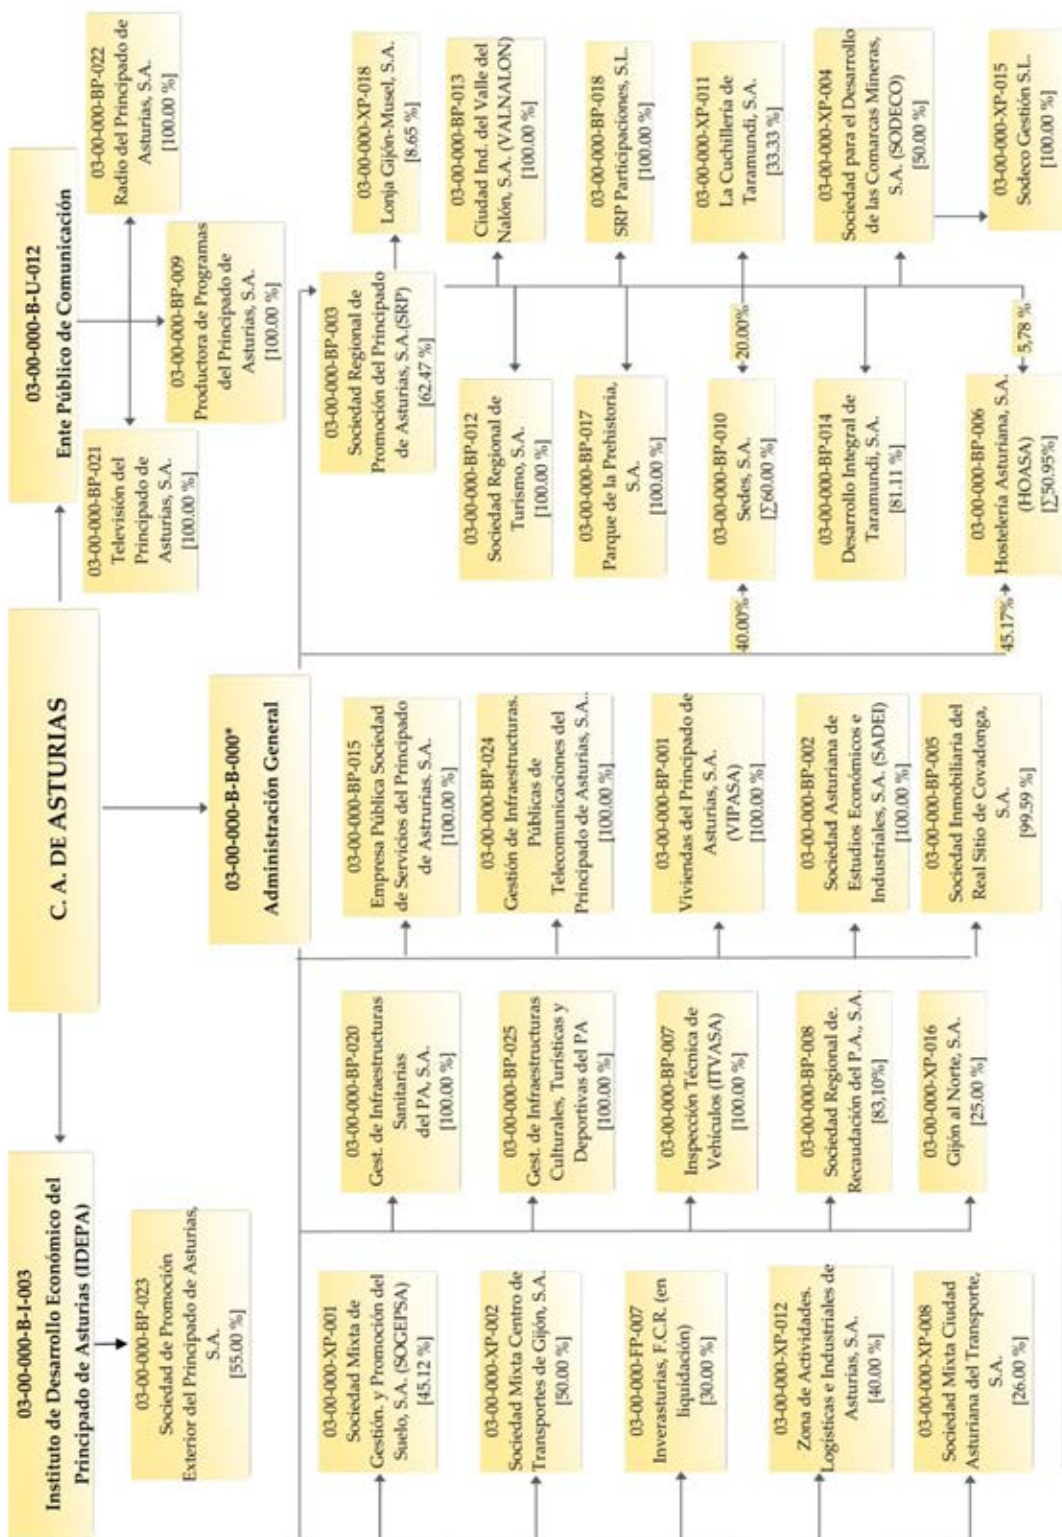 C. A. DE ASTURIAS
03-00-000-B-I-003
Instituto de Desarrollo Económico del
Principado de Asturias (IDEPA)
03-00-000-BP-023
Sociedad de Promoción
Exterior del Principado de Asturias,
S.A.
[55.00 %]
03-00-000-B-B-000*
Administración General
03-00-000-B-U-012
Ente Público de Comunicación
03-00-000-BP-021
Televisión del
Principado de
Asturias, S.A.
[100.00 %]
03-00-000-BP-009
Productora de Programas
del Principado de
Asturias, S.A.
[100.00 %]
03-00-000-BP-022
Radio del Principado de
Asturias, S.A.
[100.00 %]
03-00-000-XP-001
Sociedad Mixta de
Gestión. y Promoción del
Suelo, S.A. (SOGEPSA)
[45.12 %]
03-00-000-XP-002
Sociedad Mixta Centro de
Transportes de Gijón, S.A.
[50.00 %]
03-00-000-FP-007
Inverasturias, F.C.R. (en
liquidación)
[30.00 %]
03-00-000-XP-012
Zona de Actividades.
Logísticas e Industriales de
Asturias, S.A.
[40.00 %]
03-00-000-XP-008
Sociedad Mixta Ciudad
Asturiana del Transporte,
S.A.
[26.00 %]
03-00-000-BP-020
Gest. de Infraestructuras
Sanitarias
del PA, S.A.
[100.00 %]
03-00-000-BP-025
Gest. de Infraestructuras
Culturales, Turísticas y
Deportivas del PA
[100.00 %]
03-00-000-BP-007
Inspección Técnica de
Vehículos (ITVASA)
[100.00 %]
03-00-000-BP-008
Sociedad Regional de.
Recaudación del P.A., S.A.
[83,10%]
03-00-000-XP-016
Gijón al Norte, S.A.
[25.00 %]
03-00-000-BP-015
Empresa Pública Sociedad
de Servicios del Principado
de Astrurias, S.A.
[100.00 %]
03-00-000-BP-024
Gestión de Infraestructuras.
Públicas de
Telecomunicaciones del
Principado de Asturias, S.A..
[100.00 %]
03-00-000-BP-001
Viviendas del Principado de
Asturias, S.A.
(VIPASA)
[100.00 %]
03-00-000-BP-002
Sociedad Asturiana de
Estudios Económicos e
Industriales, S.A. (SADEI)
[100.00 %]
03-00-000-BP-005
Sociedad Inmobiliaria del
Real Sitio de Covadonga,
S.A.
[99.59 %]
03-00-000-BP-003
Sociedad Regional de
Promoción del Principado
de Asturias, S.A.(SRP)
[62.47 %]
03-00-000-XP-018
Lonja Gijón-Musel, S.A.
[8.65 %]
03-00-000-BP-012
Sociedad Regional de
Turismo, S.A.
[100.00 %]
03-00-000-BP-013
Ciudad Ind. del Valle del
Nalón, S.A. (VALNALON)
[100.00 %]
03-00-000-BP-017
Parque de la Prehistoria,
S.A.
[100.00 %]
03-00-000-BP-018
SRP Participaciones, S.L.
[100.00 %]
40.00%
03-00-000-BP-010
Sedes, S.A.
[∑60.00 %]
20.00%
03-00-000-XP-011
La Cuchillería de
Taramundi, S.A.
[33.33 %]
03-00-000-BP-014
Desarrollo Integral de
Taramundi, S.A.
[81.11 %]
03-00-000-XP-004
Sociedad para el Desarrollo
de las Comarcas Mineras,
S.A. (SODECO)
[50.00 %]
45.17%
03-00-000-BP-006
Hostelería Asturiana, S.A.
(HOASA)
[∑50.95%]
5,78 %
03-00-000-XP-015
Sodeco Gestión S.L.
[100.00 %]